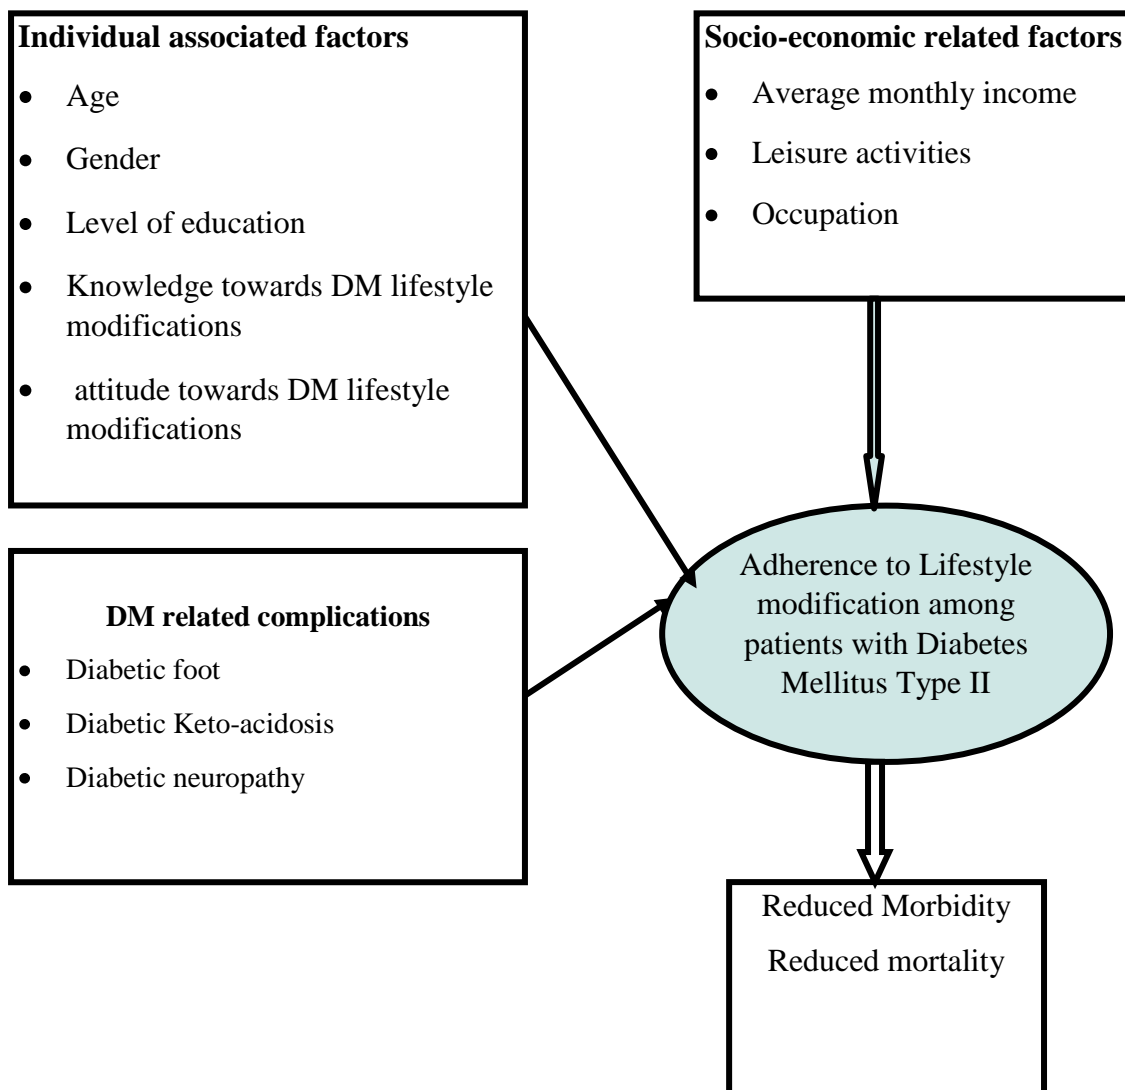 Individual associated factors
• Age
• Gender
• Level of education
• Knowledge towards DM lifestyle
modifications
• attitude towards DM lifestyle
modifications
Socio-economic related factors
• Average monthly income
• Leisure activities
• Occupation
DM related complications
• Diabetic foot
• Diabetic Keto-acidosis
• Diabetic neuropathy
Adherence to Lifestyle
modification among
patients with Diabetes
Mellitus Type II
Reduced Morbidity
Reduced mortality